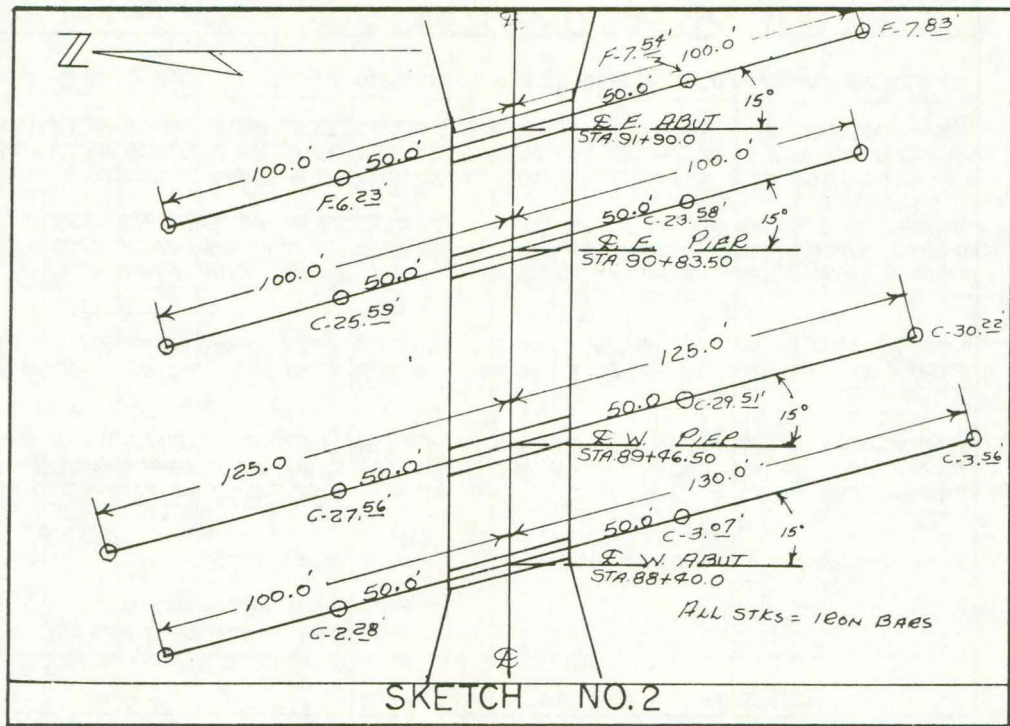 Z
℄
F-7.54'
100.0'
F-7.83'
50.0'
15°
℄ E. ABUT
STA. 91+90.0
100.0'
50.0'
F-6.23'
100.0'
50.0'
C-23.58'
15°
℄ E. PIER
STA. 90+83.50
100.0'
50.0'
C-25.59'
125.0'
C-30.22'
50.0
C-29.51'
15°
℄ W. PIER
STA. 89+46.50
125.0
50.0'
C-27.56
130.0'
C-3.56
50.0'
C-3.07'
15°
℄ W. ABUT
STA. 88+40.0
100.0'
50.0'
C-2.28'
ALL STKS = IRON BARS
℄
SKETCH NO. 2